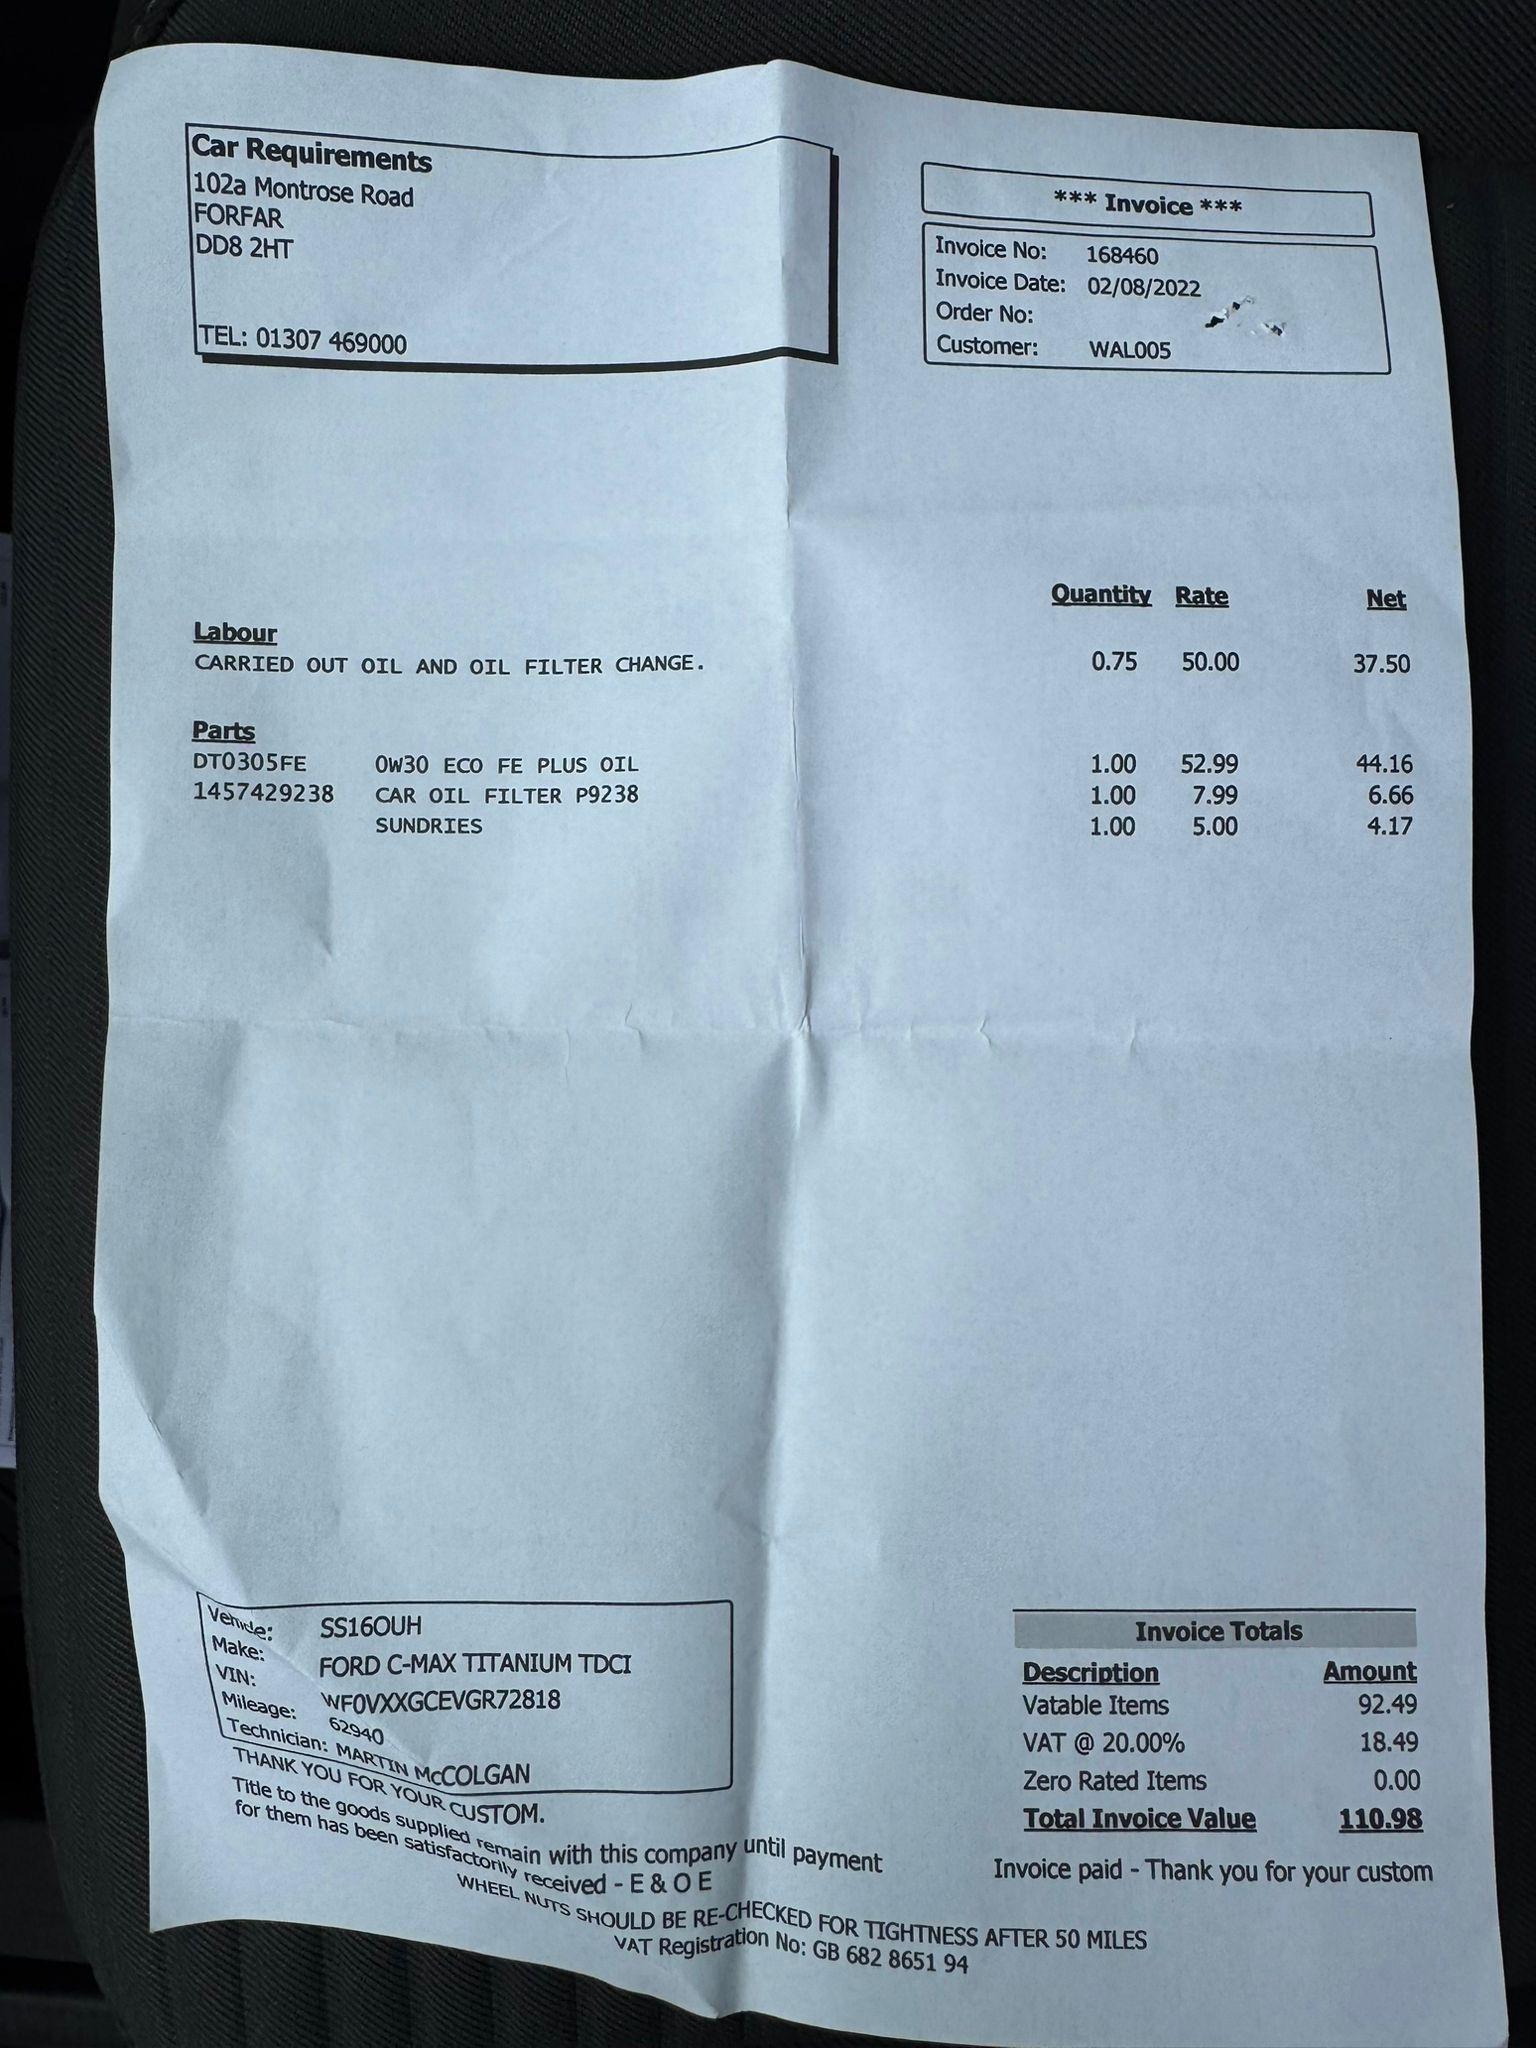 Car Requirements
102a Montrose Road
FORFAR
DD8 2HT
TEL: 01307 469000
*** Invoice ***
Invoice No: 168460
Invoice Date: 02/08/2022
Order No:
Customer: WAL005
Quantity Rate Net
Labour
CARRIED OUT OIL AND OIL FILTER CHANGE. 0.75 50.00 37.50
Parts
DT0305FE 0W30 ECO FE PLUS OIL 1.00 52.99 44.16
1457429238 CAR OIL FILTER P9238 1.00 7.99 6.66
SUNDRIES 1.00 5.00 4.17
Vehicle: SS16OUH
Make: FORD C-MAX TITANIUM TDCI
VIN: WF0VXXGCEVGR72818
Mileage: 62940
Technician: MARTIN McCOLGAN
THANK YOU FOR YOUR CUSTOM.
Title to the goods supplied remain with this company until payment
for them has been satisfactorily received - E & O E
WHEEL NUTS SHOULD BE RE-CHECKED FOR TIGHTNESS AFTER 50 MILES
VAT Registration No: GB 682 8651 94
Invoice Totals
Description Amount
Vatable Items 92.49
VAT @ 20.00% 18.49
Zero Rated Items 0.00
Total Invoice Value 110.98
Invoice paid - Thank you for your custom